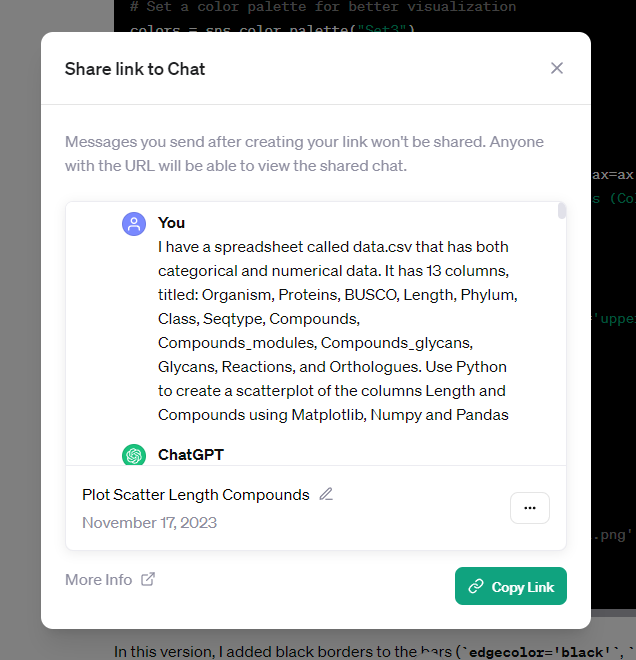 # Set a color palette for better visualization
colors = sns.color_palette("Set3")
Share link to Chat
Messages you send after creating your link won't be shared. Anyone
with the URL will be able to view the shared chat.
ax=ax
s (Co
You
I have a spreadsheet called data.csv that has both
categorical and numerical data. It has 13 columns,
titled: Organism, Proteins, BUSCO, Length, Phylum,
Class, Seqtype, Compounds,
='uppe
Compounds_modules, Compounds_glycans,
Glycans, Reactions, and Orthologues. Use Python
to create a scatterplot of the columns Length and
Compounds using Matplotlib, Numpy and Pandas
ChatGPT
Plot Scatter Length Compounds
November 17, 2023
.png'
More Info
Copy Link
In this version, I added black borders to the bars (`edgecolor='black'`, `